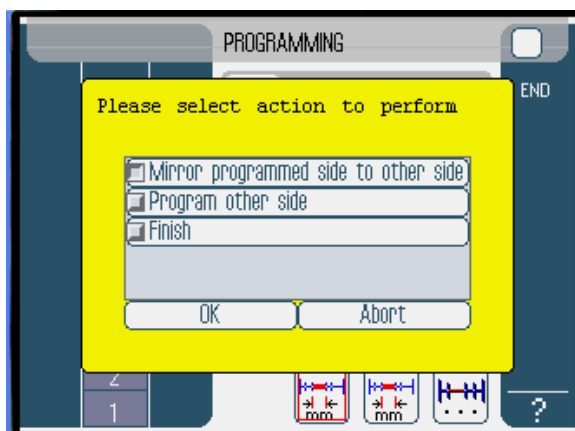 PROGRAMMING
END
Please select action to perform
Mirror programmed side to other side
Program other side
Finish
OK
Abort
2
1
mm
mm
...
?